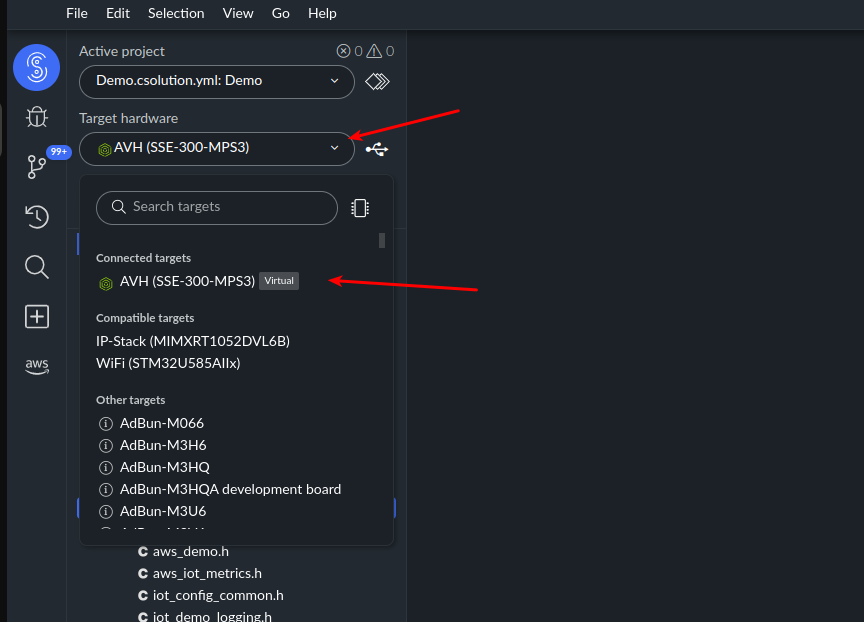 File Edit Selection View Go Help
Active project 0 0
Demo.csolution.yml: Demo
Target hardware
99+
AVH (SSE-300-MPS3)
Search targets
Connected targets
AVH (SSE-300-MPS3) Virtual
Compatible targets
IP-Stack (MIMXRT1052DVL6B)
WiFi (STM32U585AIIx)
aws
Other targets
AdBun-M066
AdBun-M3H6
AdBun-M3HQ
AdBun-M3HQA development board
AdBun-M3U6
C aws_demo.h
C aws_iot_metrics.h
C iot_config_common.h
C iot_demo_logging.h